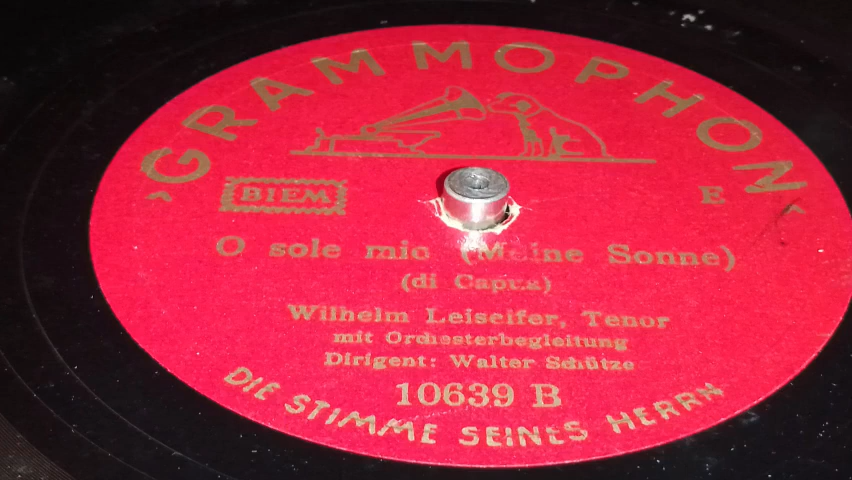 ›GRAMMOPHON‹
BIEM
E
O sole mio (Meine Sonne)
(di Capua)
Wilhelm Leiseifer, Tenor
mit Orchesterbegleitung
Dirigent: Walter Schütze
10639 B
DIE STIMME SEINES HERRN